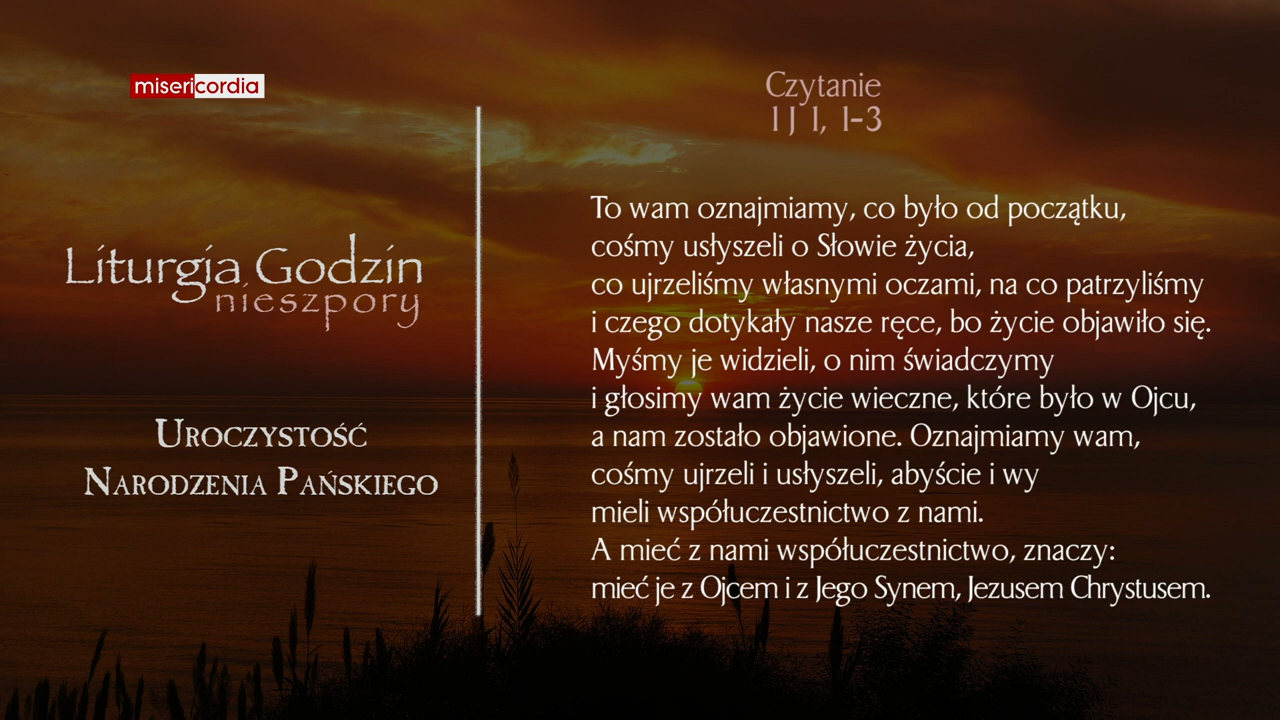 misericordia
Liturgia Godzin
nieszpory
Uroczystość
Narodzenia Pańskiego
Czytanie
1 J 1, 1-3
To wam oznajmiamy, co było od początku,
cośmy usłyszeli o Słowie życia,
co ujrzeliśmy własnymi oczami, na co patrzyliśmy
i czego dotykały nasze ręce, bo życie objawiło się.
Myśmy je widzieli, o nim świadczymy
i głosimy wam życie wieczne, które było w Ojcu,
a nam zostało objawione. Oznajmiamy wam,
cośmy ujrzeli i usłyszeli, abyście i wy
mieli współuczestnictwo z nami.
A mieć z nami współuczestnictwo, znaczy:
mieć je z Ojcem i z Jego Synem, Jezusem Chrystusem.